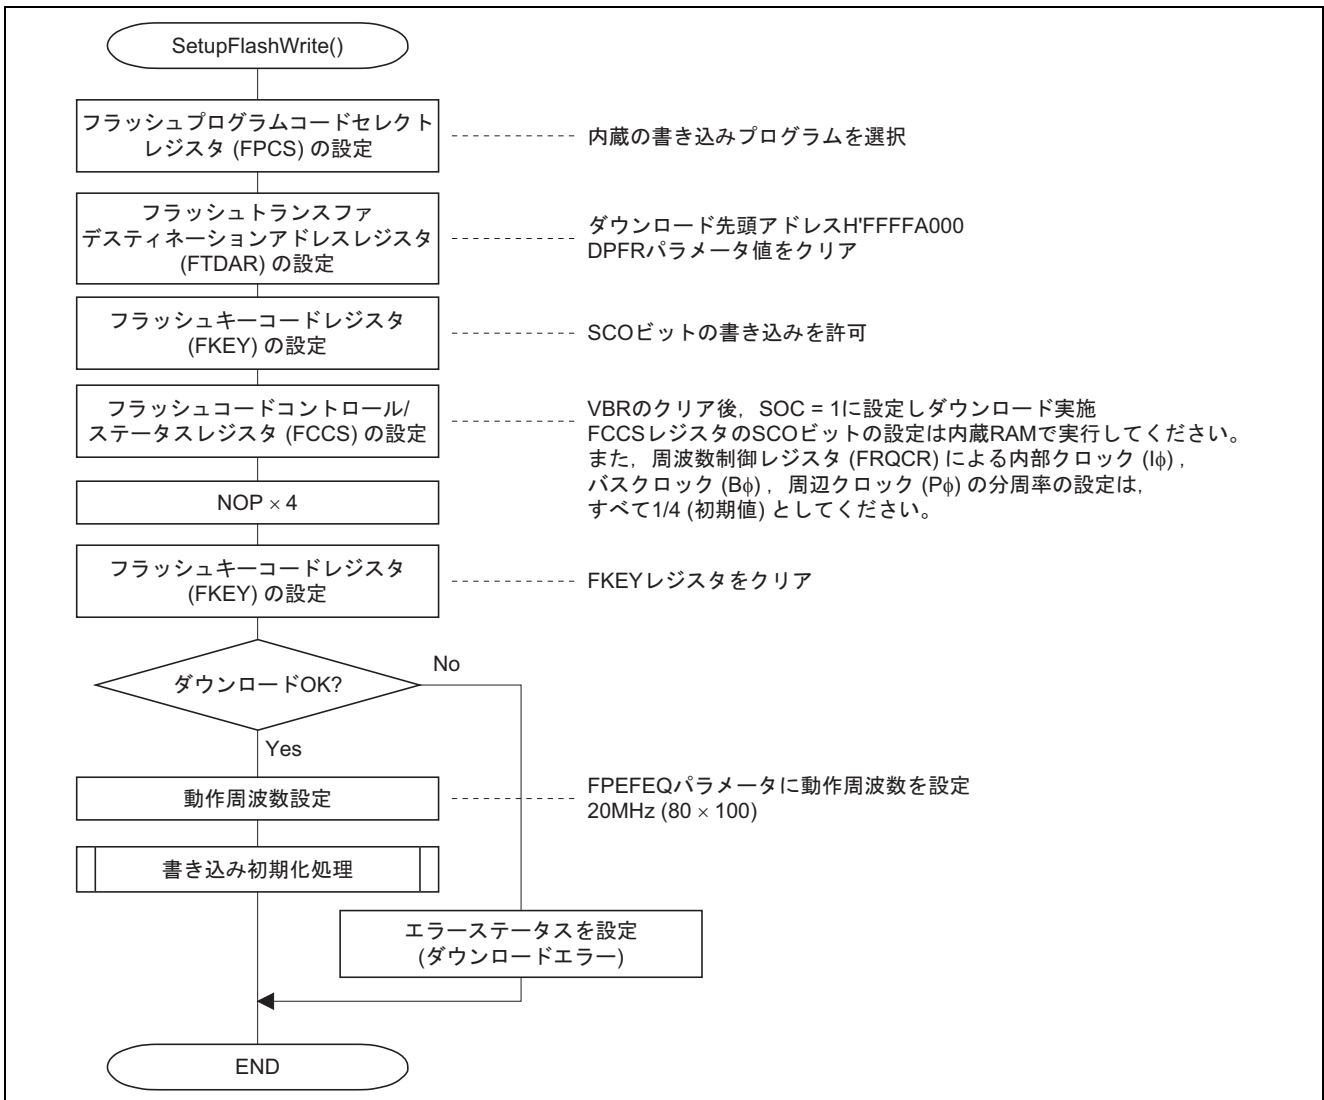 SetupFlashWrite()
フラッシュプログラムコードセレクト
レジスタ (FPCS) の設定
内蔵の書き込みプログラムを選択
フラッシュトランスファ
デスティネーションアドレスレジスタ
(FTDAR) の設定
ダウンロード先頭アドレスH'FFFFA000
DPFRパラメータ値をクリア
フラッシュキーコードレジスタ
(FKEY) の設定
SCOビットの書き込みを許可
フラッシュコードコントロール/
ステータスレジスタ (FCCS) の設定
VBRのクリア後，SOC = 1に設定しダウンロード実施
FCCSレジスタのSCOビットの設定は内蔵RAMで実行してください。
また，周波数制御レジスタ (FRQCR) による内部クロック (Iφ)，
バスクロック (Bφ)，周辺クロック (Pφ) の分周率の設定は，
すべて1/4 (初期値) としてください。
NOP × 4
フラッシュキーコードレジスタ
(FKEY) の設定
FKEYレジスタをクリア
ダウンロードOK?
No
Yes
動作周波数設定
FPEFEQパラメータに動作周波数を設定
20MHz (80 × 100)
書き込み初期化処理
エラーステータスを設定
(ダウンロードエラー)
END